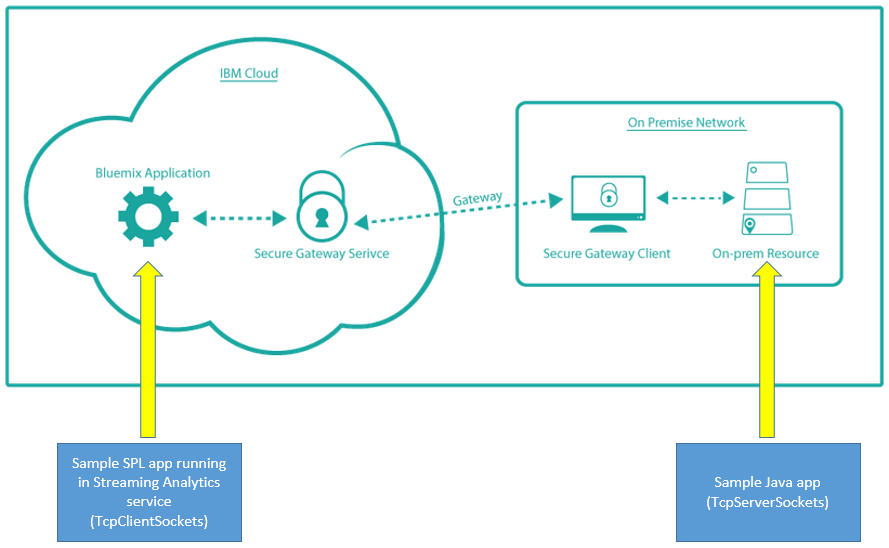 IBM Cloud
On Premise Network
Bluemix Application
Gateway
Secure Gateway Serivce
Secure Gateway Client
On-prem Resource
Sample SPL app running
in Streaming Analytics
service
(TcpClientSockets)
Sample Java app
(TcpServerSockets)